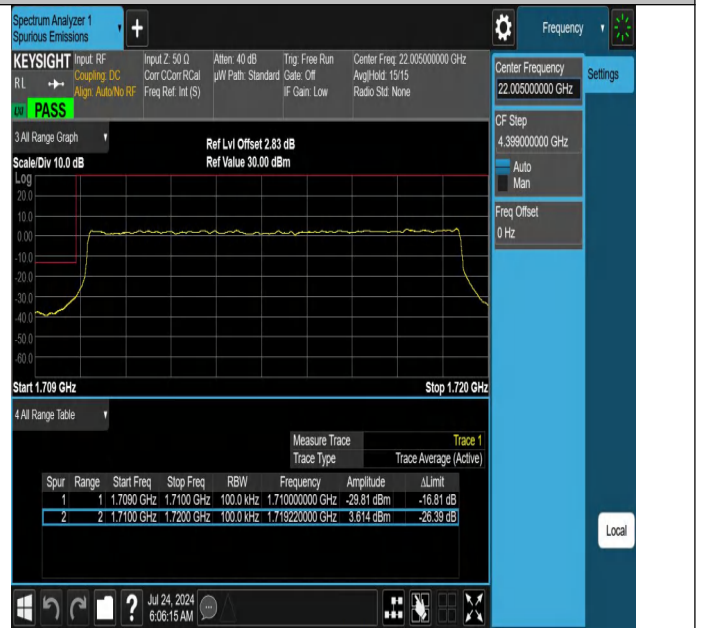 Spectrum Analyzer 1
Spurious Emissions
+
Frequency
KEYSIGHT
RL
LXI PASS
Input: RF
Coupling: DC
Align: Auto/No RF
Input Z: 50 Ω
Corr CCorr RCal
Freq Ref: Int (S)
Atten: 40 dB
µW Path: Standard
Trig: Free Run
Gate: Off
IF Gain: Low
Center Freq: 22.005000000 GHz
Avg|Hold: 15/15
Radio Std: None
Center Frequency
22.005000000 GHz
Settings
CF Step
4.399000000 GHz
Auto
Man
Freq Offset
0 Hz
3 All Range Graph
Scale/Div 10.0 dB
Ref Lvl Offset 2.83 dB
Ref Value 30.00 dBm
Log
20.0
10.0
0.00
-10.0
-20.0
-30.0
-40.0
-50.0
-60.0
Start 1.709 GHz Stop 1.720 GHz
4 All Range Table
Measure Trace Trace 1
Trace Type Trace Average (Active)
Spur Range Start Freq Stop Freq RBW Frequency Amplitude ΔLimit
1 1 1.7090 GHz 1.7100 GHz 100.0 kHz 1.710000000 GHz -29.81 dBm -16.81 dB
2 2 1.7100 GHz 1.7200 GHz 100.0 kHz 1.719220000 GHz 3.614 dBm -26.39 dB
Local
?
Jul 24, 2024
6:06:15 AM